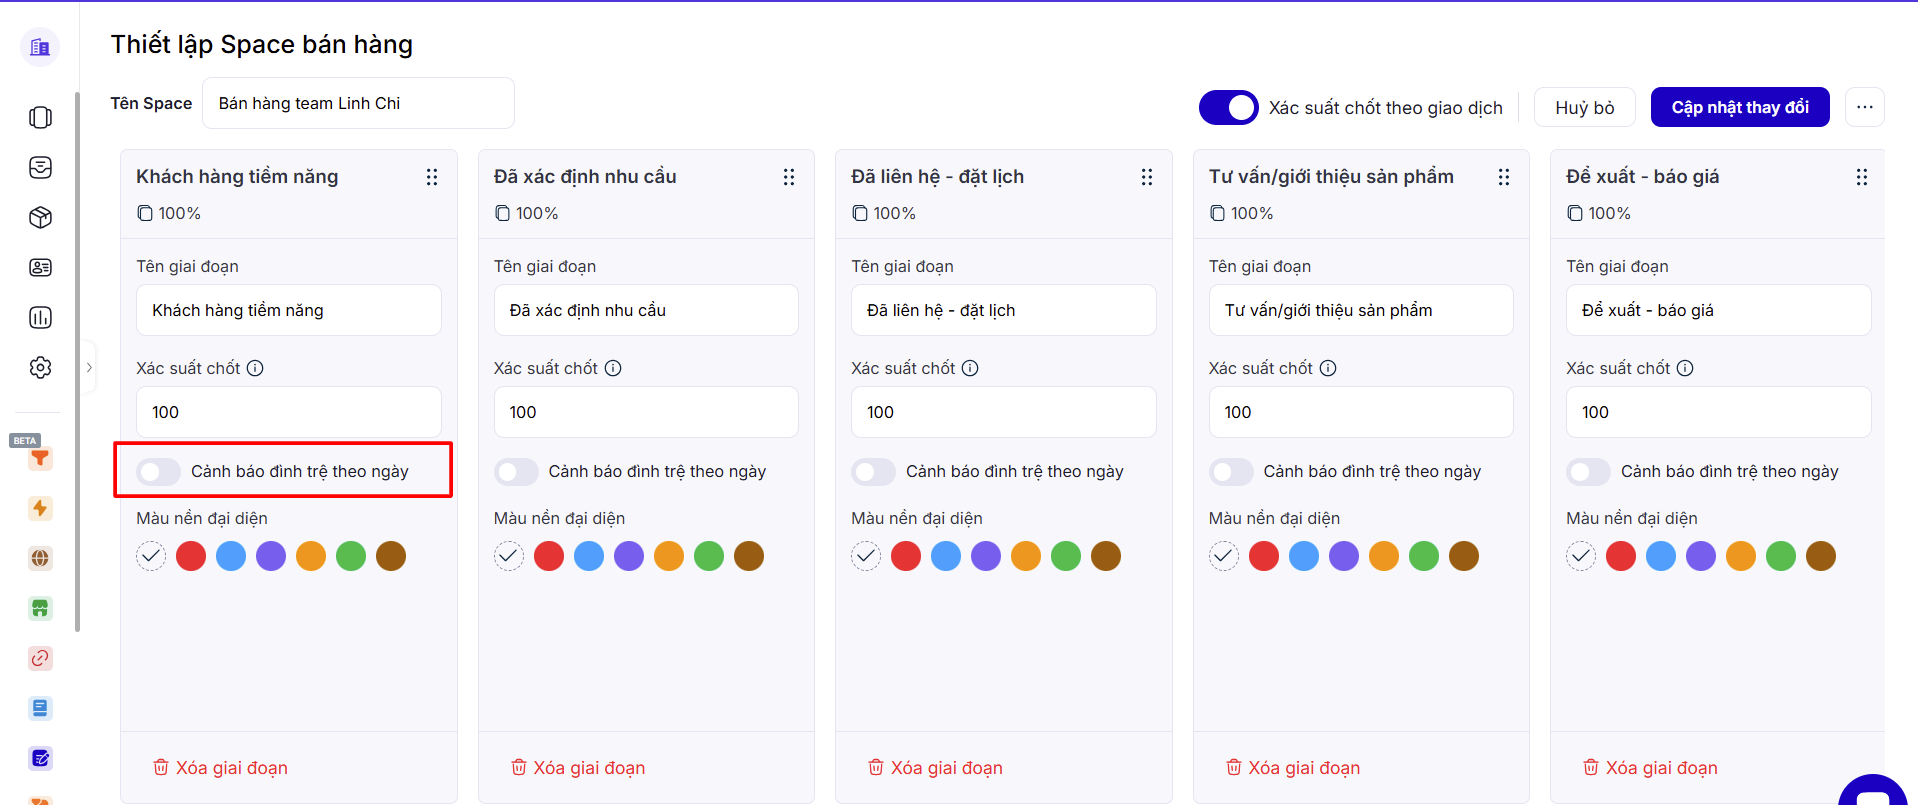 Thiết lập Space bán hàng
Tên Space
Bán hàng team Linh Chi
Xác suất chốt theo giao dịch
Huỷ bỏ
Cập nhật thay đổi
BETA
Khách hàng tiềm năng
100%
Tên giai đoạn
Khách hàng tiềm năng
Xác suất chốt
100
Cảnh báo đình trệ theo ngày
Màu nền đại diện
Xóa giai đoạn
Đã xác định nhu cầu
100%
Tên giai đoạn
Đã xác định nhu cầu
Xác suất chốt
100
Cảnh báo đình trệ theo ngày
Màu nền đại diện
Xóa giai đoạn
Đã liên hệ - đặt lịch
100%
Tên giai đoạn
Đã liên hệ - đặt lịch
Xác suất chốt
100
Cảnh báo đình trệ theo ngày
Màu nền đại diện
Xóa giai đoạn
Tư vấn/giới thiệu sản phẩm
100%
Tên giai đoạn
Tư vấn/giới thiệu sản phẩm
Xác suất chốt
100
Cảnh báo đình trệ theo ngày
Màu nền đại diện
Xóa giai đoạn
Để xuất - báo giá
100%
Tên giai đoạn
Để xuất - báo giá
Xác suất chốt
100
Cảnh báo đình trệ theo ngày
Màu nền đại diện
Xóa giai đoạn